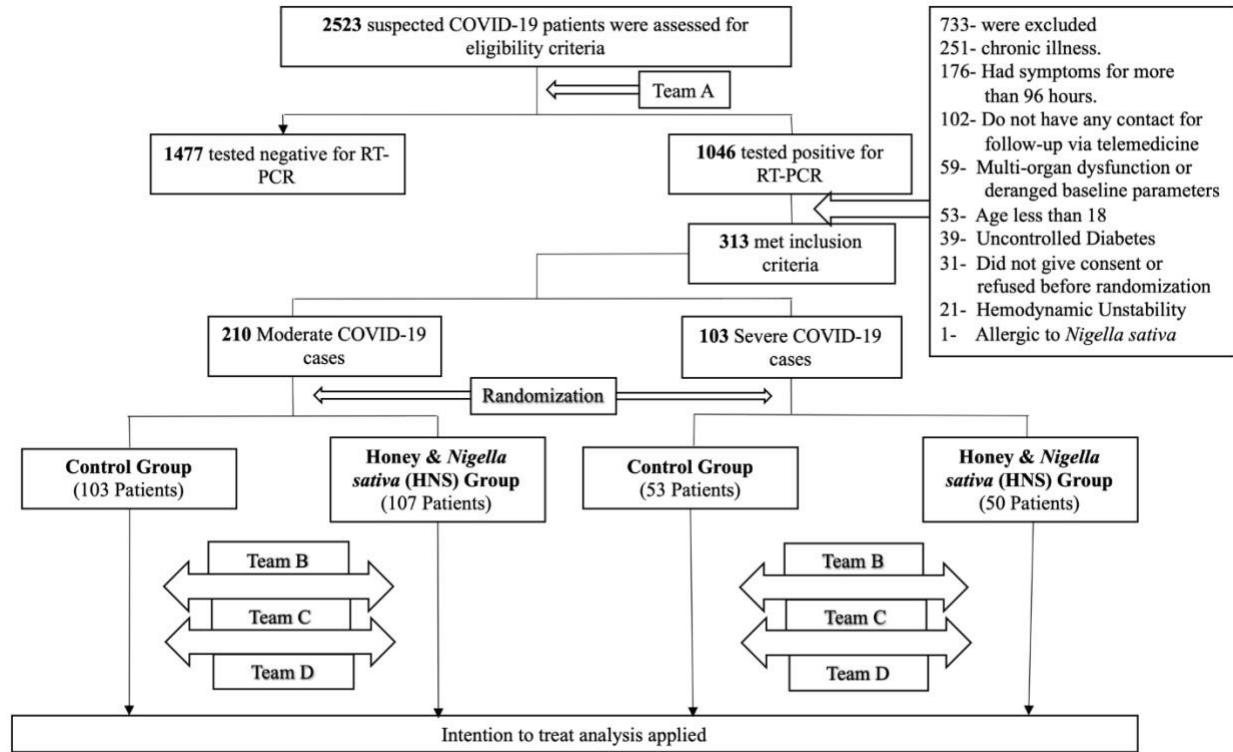 2523 suspected COVID-19 patients were assessed for
eligibility criteria
Team A
1477 tested negative for RT-
PCR
1046 tested positive for
RT-PCR
733- were excluded
251- chronic illness.
176- Had symptoms for more
than 96 hours.
102- Do not have any contact for
follow-up via telemedicine
59- Multi-organ dysfunction or
deranged baseline parameters
53- Age less than 18
39- Uncontrolled Diabetes
31- Did not give consent or
refused before randomization
21- Hemodynamic Unstability
1- Allergic to Nigella sativa
313 met inclusion
criteria
210 Moderate COVID-19
cases
103 Severe COVID-19
cases
Randomization
Control Group
(103 Patients)
Honey & Nigella
sativa (HNS) Group
(107 Patients)
Control Group
(53 Patients)
Honey & Nigella
sativa (HNS) Group
(50 Patients)
Team B
Team C
Team D
Team B
Team C
Team D
Intention to treat analysis applied